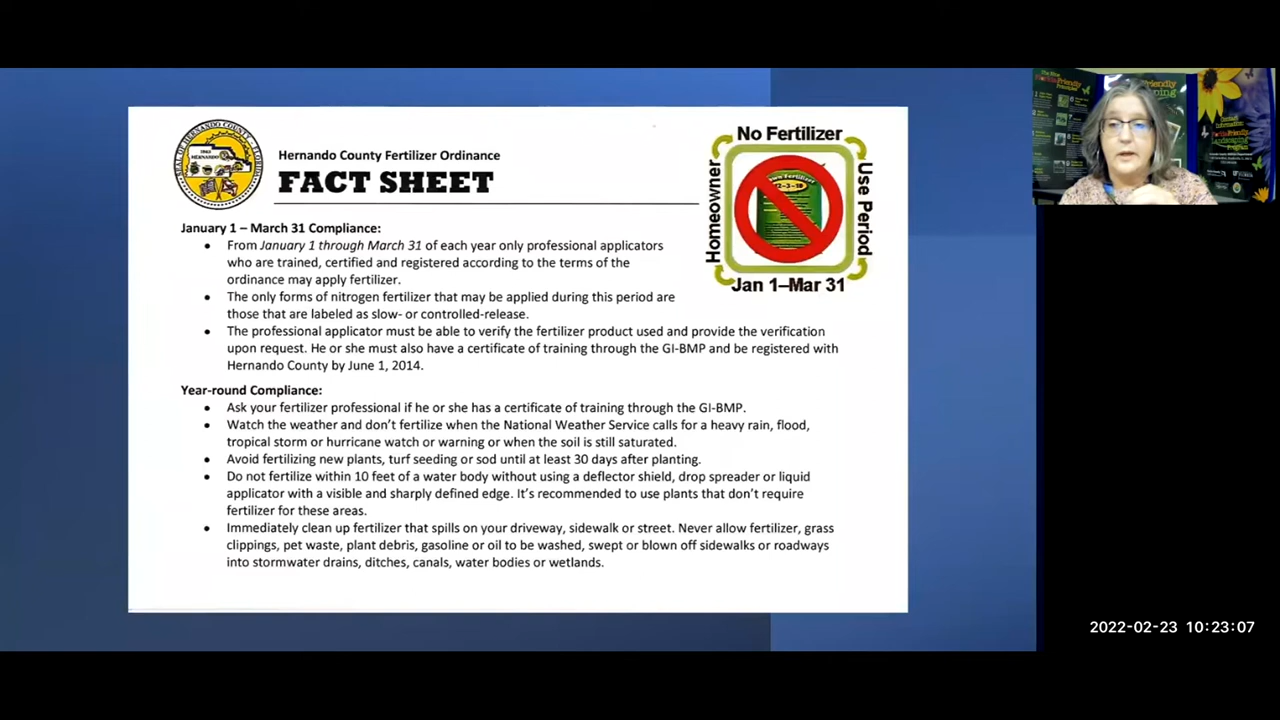 Hernando County Fertilizer Ordinance
FACT SHEET
No Fertilizer
Homeowner
Use Period
Jan 1–Mar 31
January 1 – March 31 Compliance:
• From January 1 through March 31 of each year only professional applicators
who are trained, certified and registered according to the terms of the
ordinance may apply fertilizer.
• The only forms of nitrogen fertilizer that may be applied during this period are
those that are labeled as slow- or controlled-release.
• The professional applicator must be able to verify the fertilizer product used and provide the verification
upon request. He or she must also have a certificate of training through the GI-BMP and be registered with
Hernando County by June 1, 2014.
Year-round Compliance:
• Ask your fertilizer professional if he or she has a certificate of training through the GI-BMP.
• Watch the weather and don’t fertilize when the National Weather Service calls for a heavy rain, flood,
tropical storm or hurricane watch or warning or when the soil is still saturated.
• Avoid fertilizing new plants, turf seeding or sod until at least 30 days after planting.
• Do not fertilize within 10 feet of a water body without using a deflector shield, drop spreader or liquid
applicator with a visible and sharply defined edge. It’s recommended to use plants that don’t require
fertilizer for these areas.
• Immediately clean up fertilizer that spills on your driveway, sidewalk or street. Never allow fertilizer, grass
clippings, pet waste, plant debris, gasoline or oil to be washed, swept or blown off sidewalks or roadways
into stormwater drains, ditches, canals, water bodies or wetlands.
2022-02-23 10:23:07